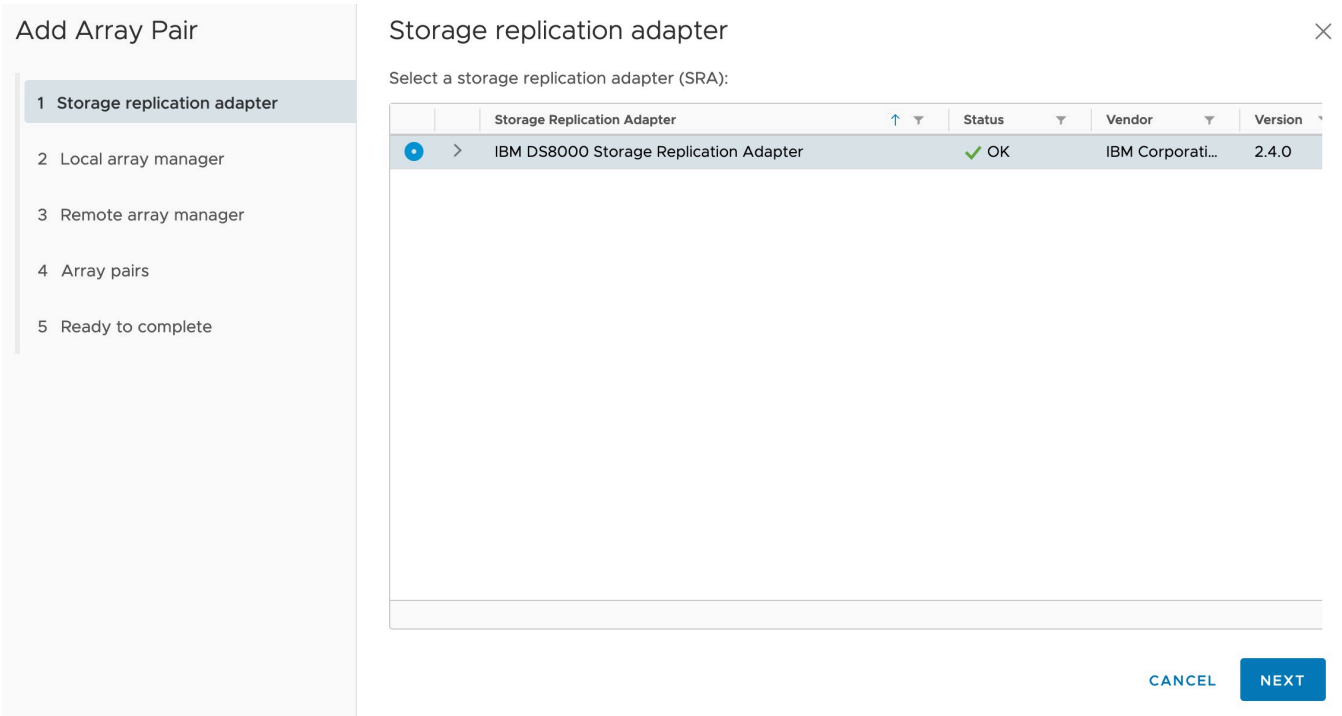 Add Array Pair
1 Storage replication adapter
2 Local array manager
3 Remote array manager
4 Array pairs
5 Ready to complete
Storage replication adapter
Select a storage replication adapter (SRA):
Storage Replication Adapter Status Vendor Version
IBM DS8000 Storage Replication Adapter OK IBM Corporati... 2.4.0
CANCEL NEXT